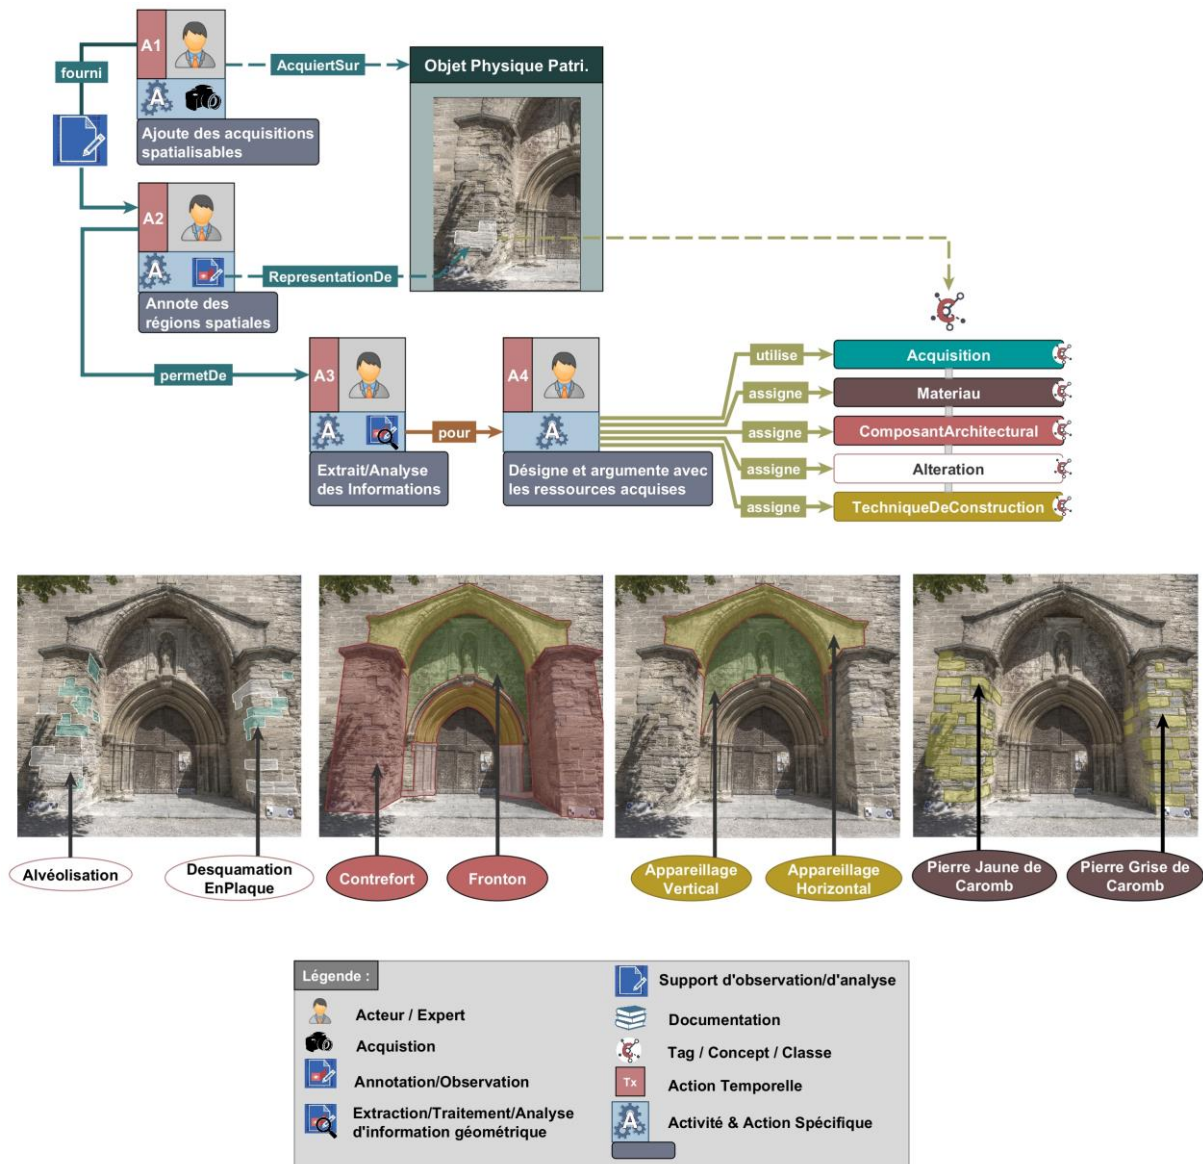 A1
fourni
AcquiertSur
Objet Physique Patri.
A
Ajoute des acquisitions
spatialisables
A2
A
RepresentationDe
Annote des
régions spatiales
permetDe
A3
A4
A
pour
A
Extrait/Analyse
des Informations
Désigne et argumente avec
les ressources acquises
utilise
Acquisition
assigne
Materiau
assigne
ComposantArchitectural
assigne
Alteration
assigne
TechniqueDeConstruction
Alvéolisation
Desquamation
EnPlaque
Contrefort
Fronton
Appareillage
Vertical
Appareillage
Horizontal
Pierre Jaune de
Caromb
Pierre Grise de
Caromb
Légende :
Acteur / Expert
Acquistion
Annotation/Observation
Extraction/Traitement/Analyse
d'information géométrique
Support d'observation/d'analyse
Documentation
Tag / Concept / Classe
Tx
Action Temporelle
A
Activité & Action Spécifique